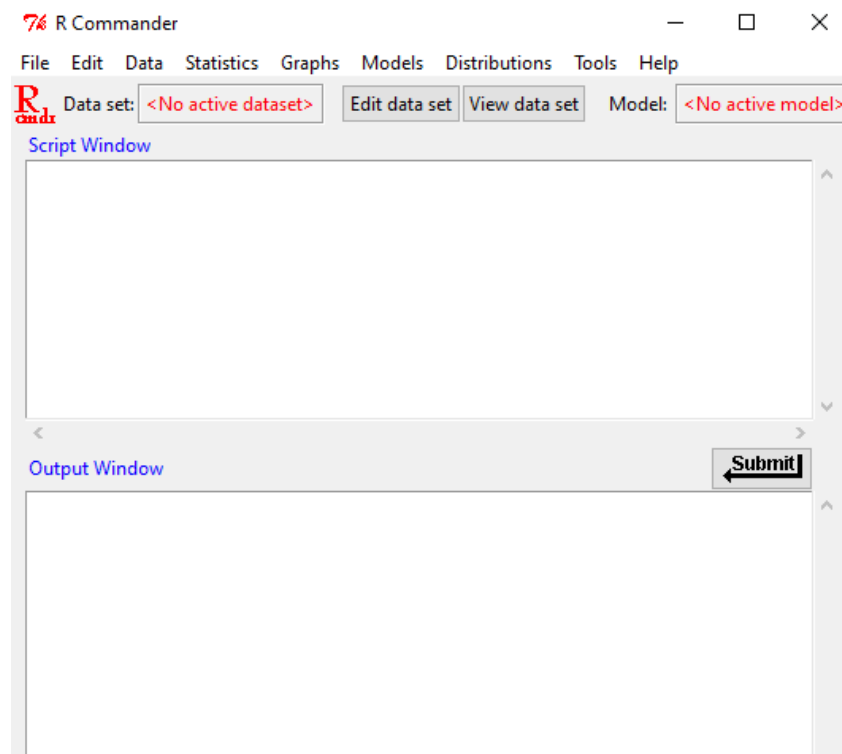 R Commander
File Edit Data Statistics Graphs Models Distributions Tools Help
R cmdr Data set: <No active dataset> Edit data set View data set Model: <No active model>
Script Window
Output Window Submit